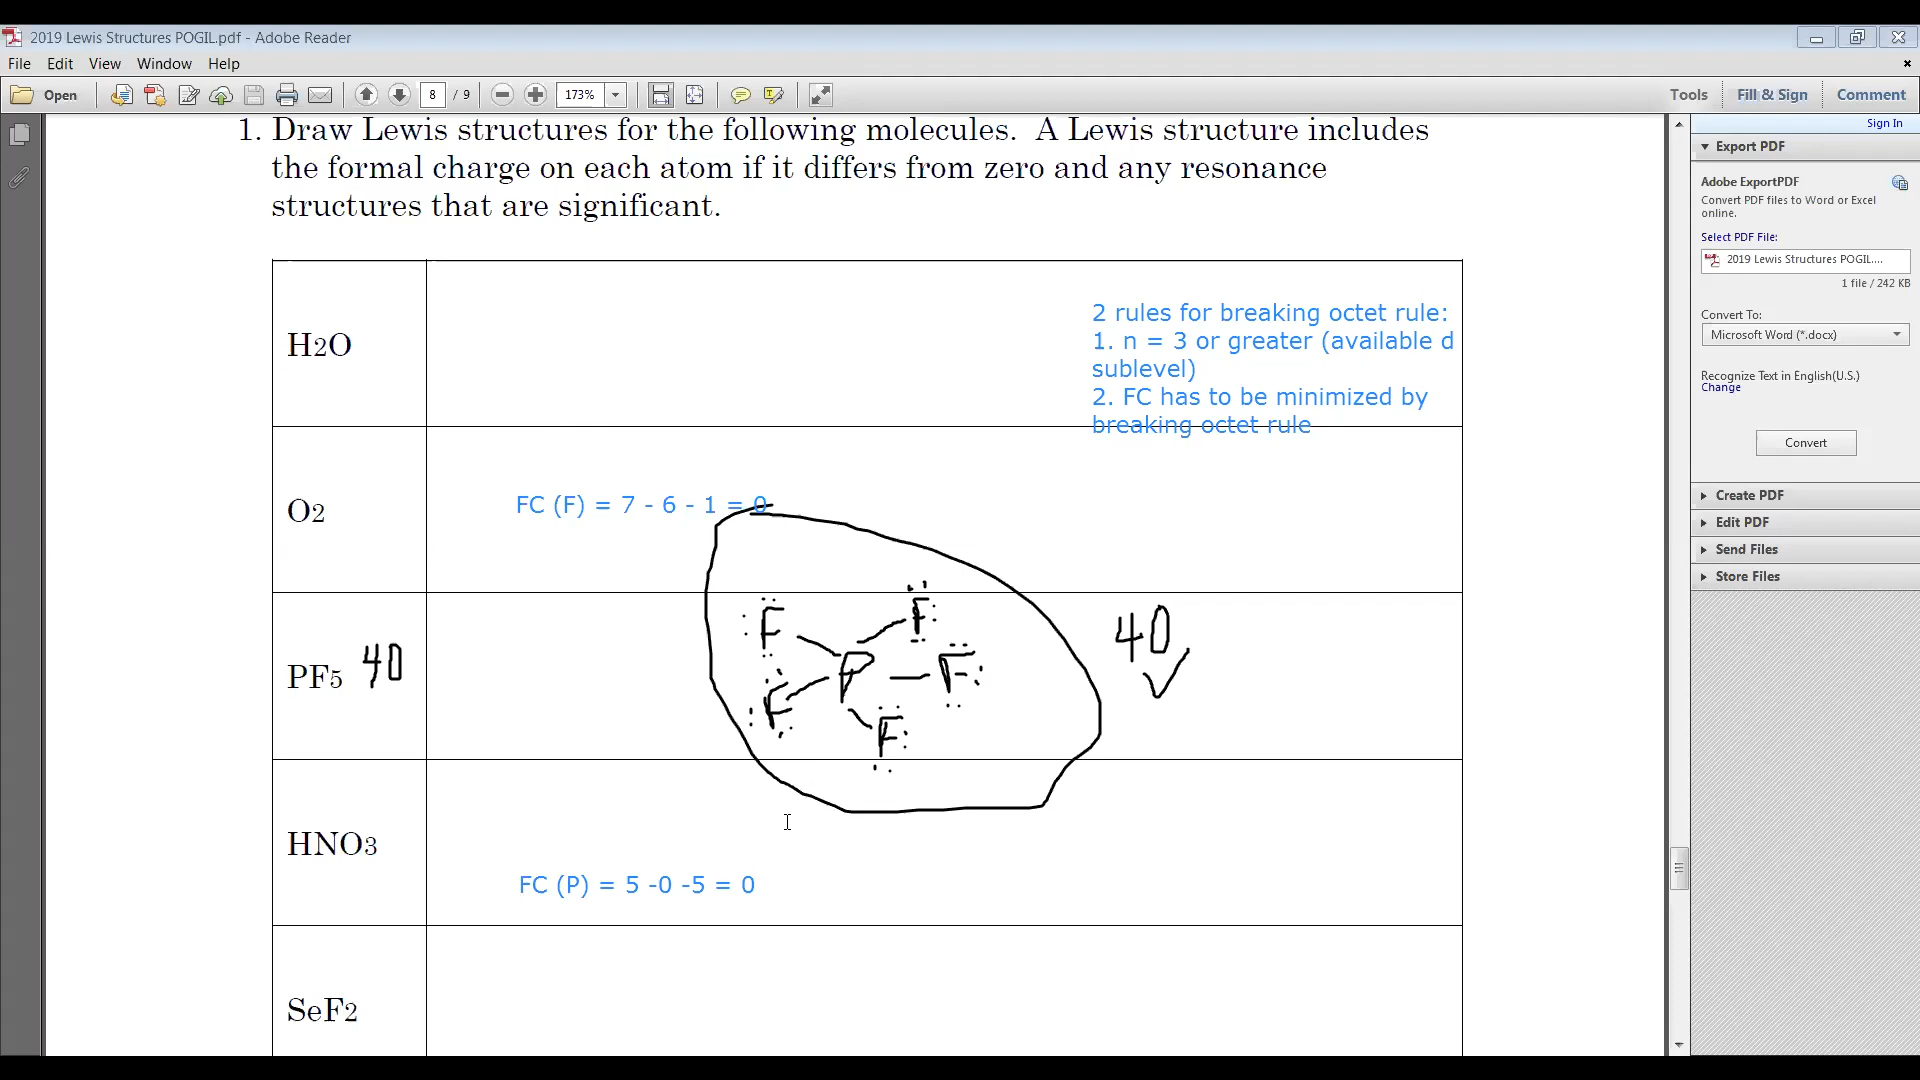 2019 Lewis Structures POGIL.pdf - Adobe Reader
File Edit View Window Help
Open 8 / 9 173% Tools Fill & Sign Comment
Sign In
1. Draw Lewis structures for the following molecules. A Lewis structure includes
the formal charge on each atom if it differs from zero and any resonance
structures that are significant.
H2O
2 rules for breaking octet rule:
1. n = 3 or greater (available d
sublevel)
2. FC has to be minimized by
breaking octet rule
O2
FC (F) = 7 - 6 - 1 = 0
PF5 40
F F
P F
F F
40
HNO3
FC (P) = 5 -0 -5 = 0
SeF2
Export PDF
Adobe ExportPDF
Convert PDF files to Word or Excel
online.
Select PDF File:
2019 Lewis Structures POGIL....
1 file / 242 KB
Convert To:
Microsoft Word (*.docx)
Recognize Text in English(U.S.)
Change
Convert
Create PDF
Edit PDF
Send Files
Store Files